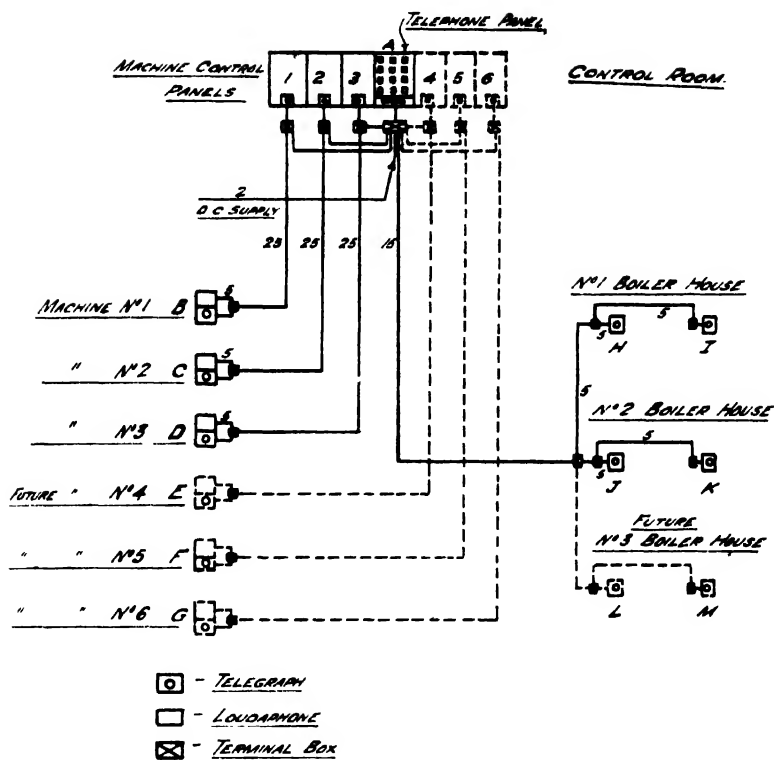 TELEPHONE PANEL
A
MACHINE CONTROL PANELS
1 2 3 4 5 6
CONTROL ROOM.
2
D C SUPPLY
25 25 25 15
MACHINE Nº1 B 5
" Nº2 C 5
" Nº3 D 5
FUTURE " Nº4 E
" " Nº5 F
" " Nº6 G
Nº1 BOILER HOUSE
5 5
H I
5
Nº2 BOILER HOUSE
5 5
J K
FUTURE
Nº3 BOILER HOUSE
L M
- TELEGRAPH
- LOUDAPHONE
- TERMINAL BOX